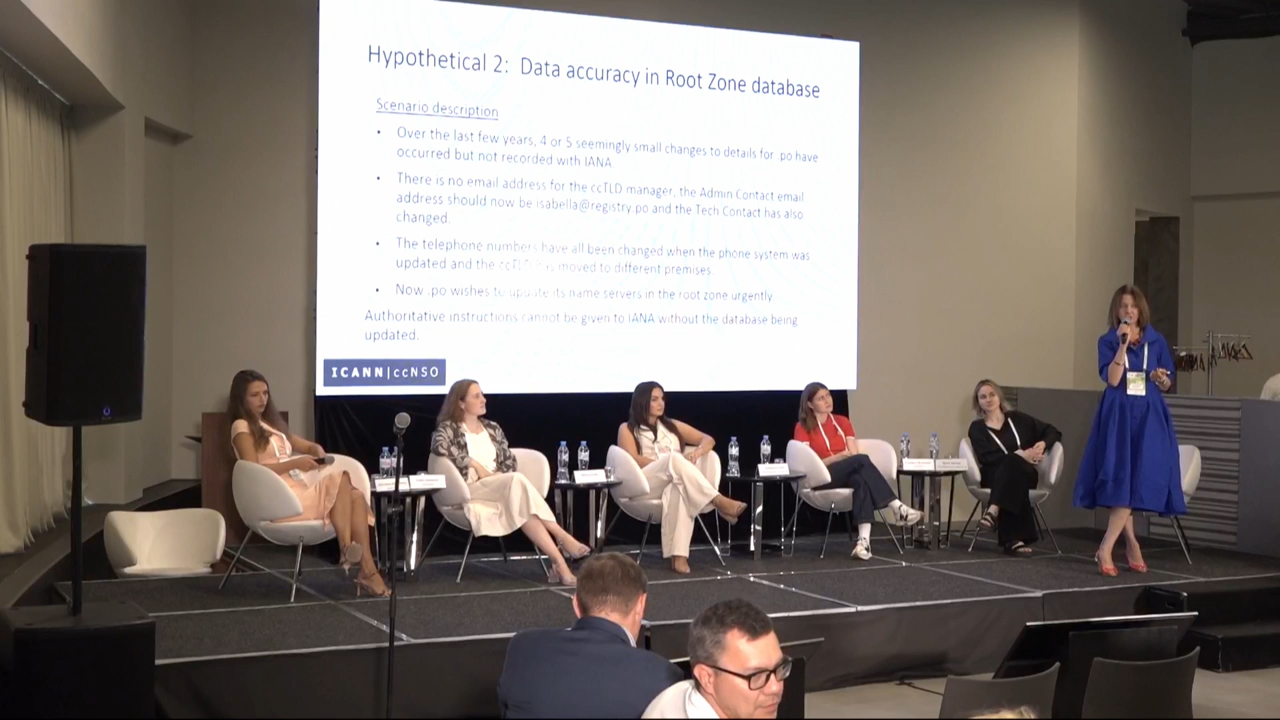 Hypothetical 2: Data accuracy in Root Zone database
Scenario description
• Over the last few years, 4 or 5 seemingly small changes to details for .po have
occurred but not recorded with IANA
• There is no email address for the ccTLD manager, the Admin Contact email
address should now be isabella@registry.po and the Tech Contact has also
changed.
• The telephone numbers have all been changed when the phone system was
updated and the is moved to different premises.
• Now .po wishes to update its name servers in the root zone urgently
Authoritative instructions cannot be given to IANA without the database being
updated.
ICANN|ccNSO